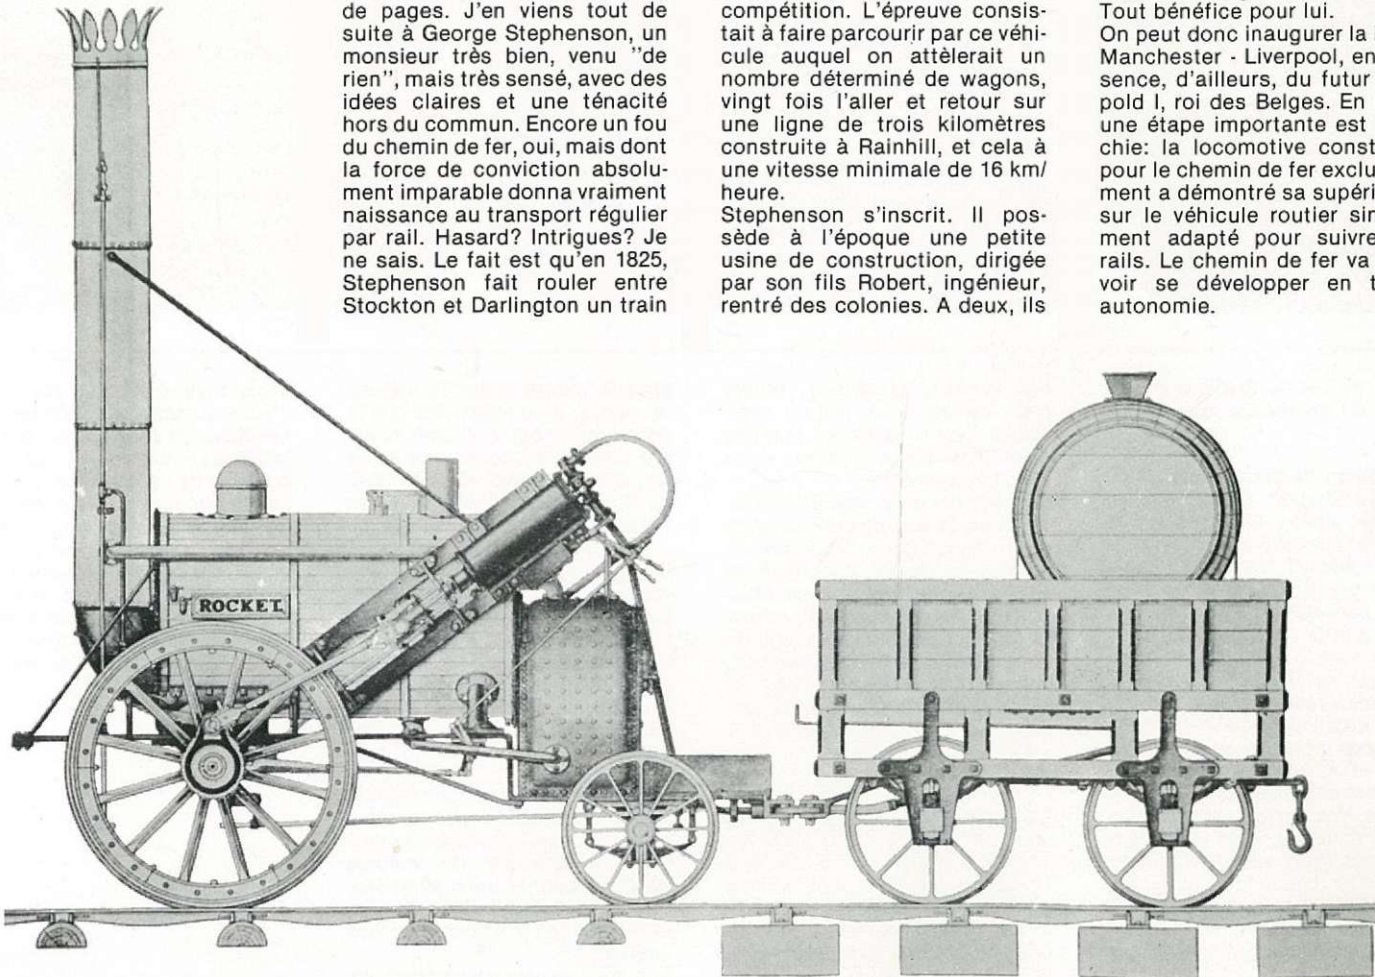 de pages. J'en viens tout de
suite à George Stephenson, un
monsieur très bien, venu "de
rien", mais très sensé, avec des
idées claires et une ténacité
hors du commun. Encore un fou
du chemin de fer, oui, mais dont
la force de conviction absolu-
ment imparable donna vraiment
naissance au transport régulier
par rail. Hasard? Intrigues? Je
ne sais. Le fait est qu'en 1825,
Stephenson fait rouler entre
Stockton et Darlington un train
compétition. L'épreuve consis-
tait à faire parcourir par ce véhi-
cule auquel on attèlerait un
nombre déterminé de wagons,
vingt fois l'aller et retour sur
une ligne de trois kilomètres
construite à Rainhill, et cela à
une vitesse minimale de 16 km/
heure.
Stephenson s'inscrit. Il pos-
sède à l'époque une petite
usine de construction, dirigée
par son fils Robert, ingénieur,
rentré des colonies. A deux, ils
Tout bénéfice pour lui.
On peut donc inaugurer la
Manchester - Liverpool, en
sence, d'ailleurs, du futur
pold I, roi des Belges. En
une étape importante est
chie: la locomotive const
pour le chemin de fer exclu
ment a démontré sa supéri
sur le véhicule routier sim
ment adapté pour suivre
rails. Le chemin de fer va
voir se développer en t
autonomie.
ROCKET